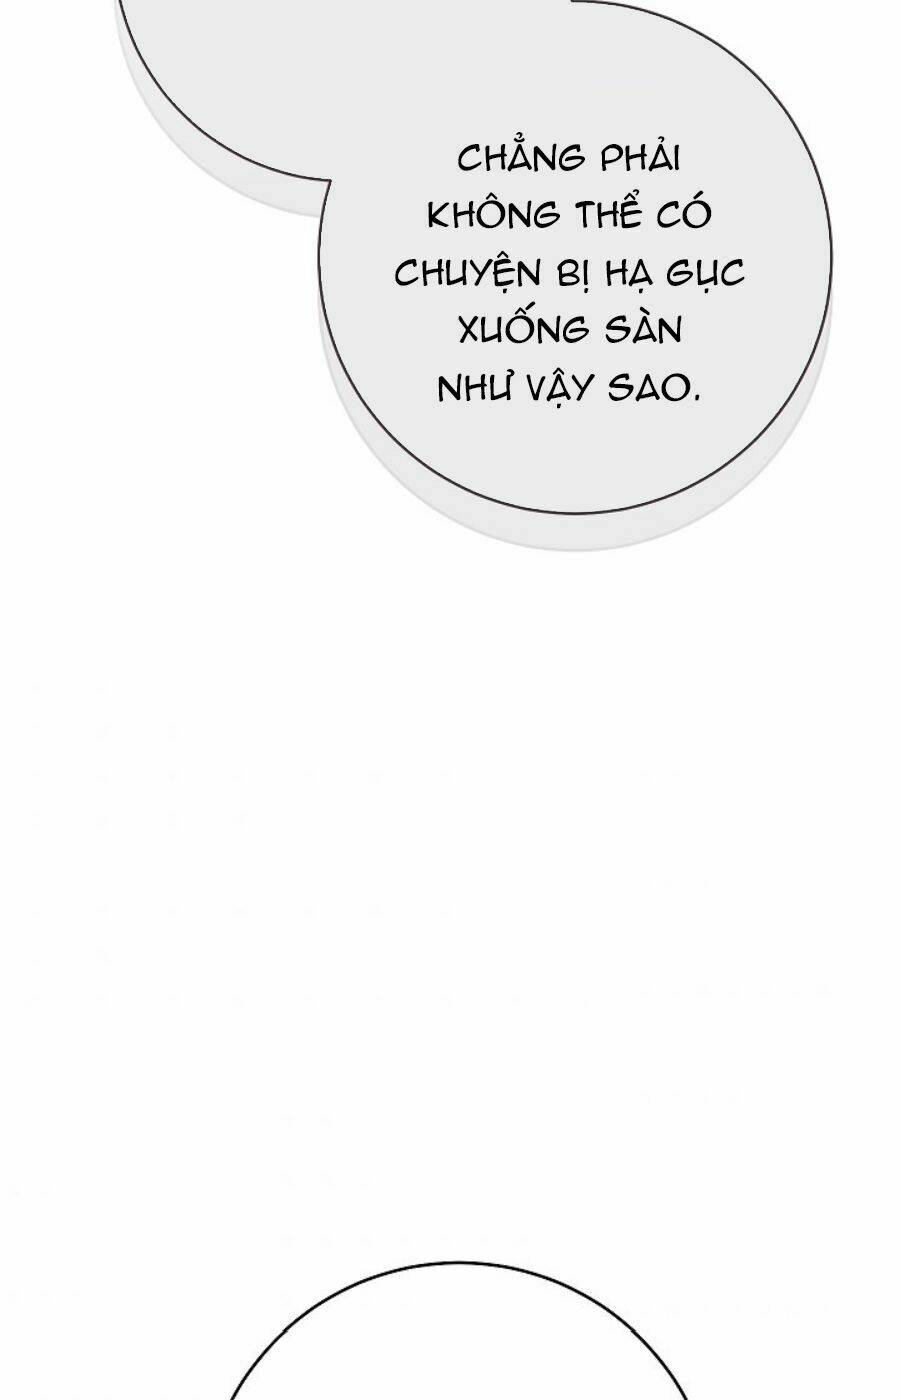 CHẲNG PHẢI
KHÔNG THỂ CÓ
CHUYỆN BỊ HẠ GỤC
XUỐNG SÀN
NHƯ VẬY SAO.